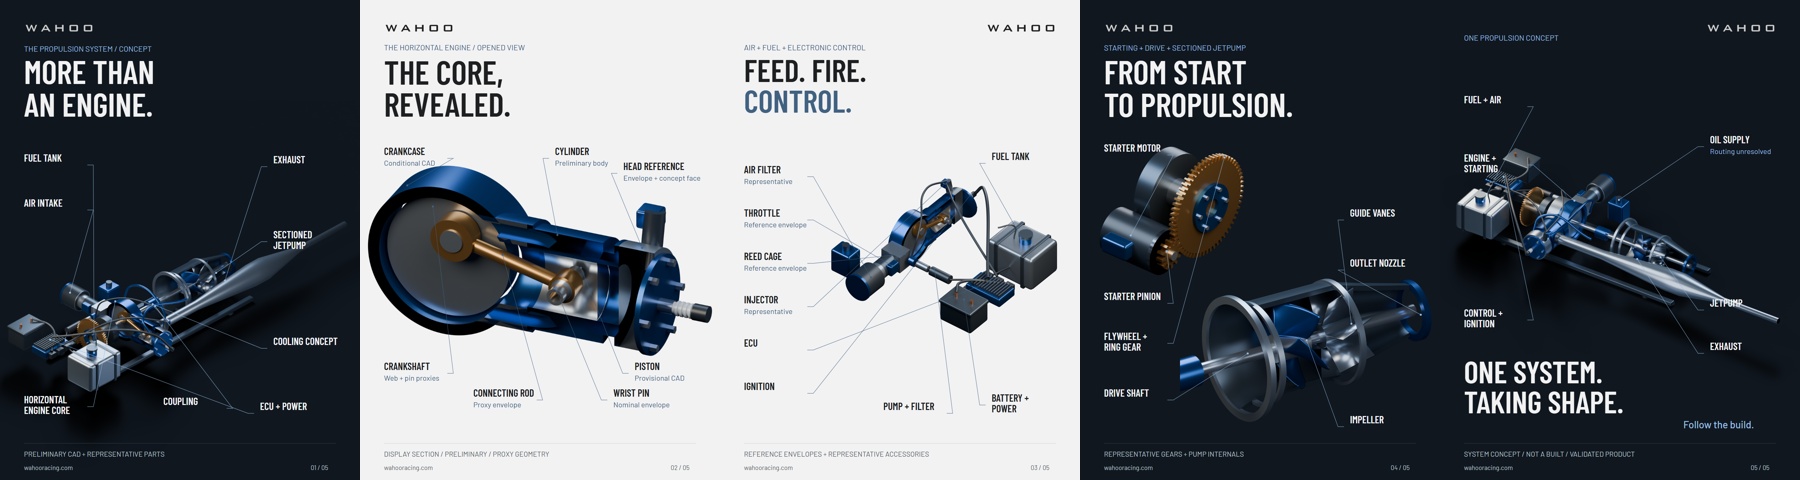 WAHOO
THE PROPULSION SYSTEM / CONCEPT
MORE THAN
AN ENGINE.
FUEL TANK
EXHAUST
AIR INTAKE
SECTIONED
JETPUMP
COOLING CONCEPT
HORIZONTAL
ENGINE CORE
COUPLING
ECU + POWER
PRELIMINARY CAD + REPRESENTATIVE PARTS
wahooracing.com
01 / 05
WAHOO
THE HORIZONTAL ENGINE / OPENED VIEW
THE CORE,
REVEALED.
CRANKCASE
Conditional CAD
CYLINDER
Preliminary body
HEAD REFERENCE
Envelope + concept face
CRANKSHAFT
Web + pin proxies
PISTON
Provisional CAD
CONNECTING ROD
Proxy envelope
WRIST PIN
Nominal envelope
DISPLAY SECTION / PRELIMINARY / PROXY GEOMETRY
wahooracing.com
02 / 05
WAHOO
AIR + FUEL + ELECTRONIC CONTROL
FEED. FIRE.
CONTROL.
FUEL TANK
AIR FILTER
Representative
THROTTLE
Reference envelope
REED CAGE
Reference envelope
INJECTOR
Representative
ECU
IGNITION
PUMP + FILTER
BATTERY +
POWER
REFERENCE ENVELOPES + REPRESENTATIVE ACCESSORIES
wahooracing.com
03 / 05
WAHOO
STARTING + DRIVE + SECTIONED JETPUMP
FROM START
TO PROPULSION.
STARTER MOTOR
GUIDE VANES
OUTLET NOZZLE
STARTER PINION
FLYWHEEL +
RING GEAR
DRIVE SHAFT
IMPELLER
REPRESENTATIVE GEARS + PUMP INTERNALS
wahooracing.com
04 / 05
WAHOO
ONE PROPULSION CONCEPT
FUEL + AIR
OIL SUPPLY
Routing unresolved
ENGINE +
STARTING
JETPUMP
CONTROL +
IGNITION
EXHAUST
ONE SYSTEM.
TAKING SHAPE.
Follow the build.
SYSTEM CONCEPT / NOT A BUILT / VALIDATED PRODUCT
wahooracing.com
05 / 05